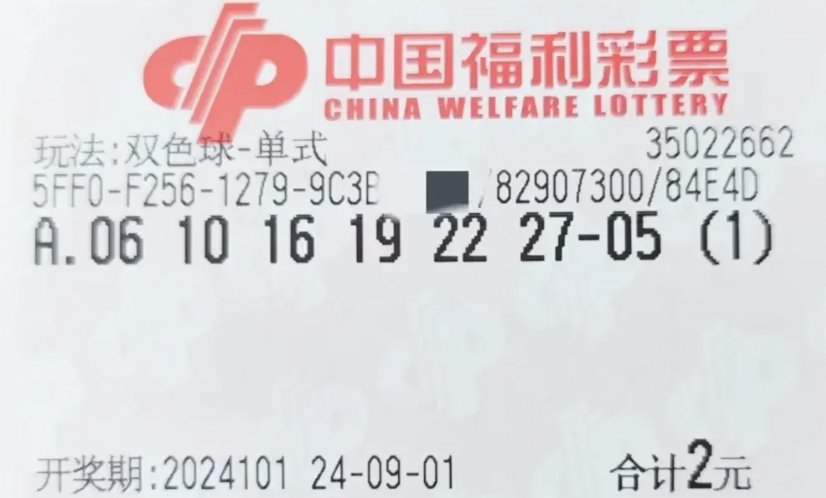 中国福利彩票
CHINA WELFARE LOTTERY
玩法:双色球-单式 35022662
5FF0-F256-1279-9C3B /82907300/84E4D
A.06 10 16 19 22 27-05 (1)
开奖期:2024101 24-09-01 合计2元